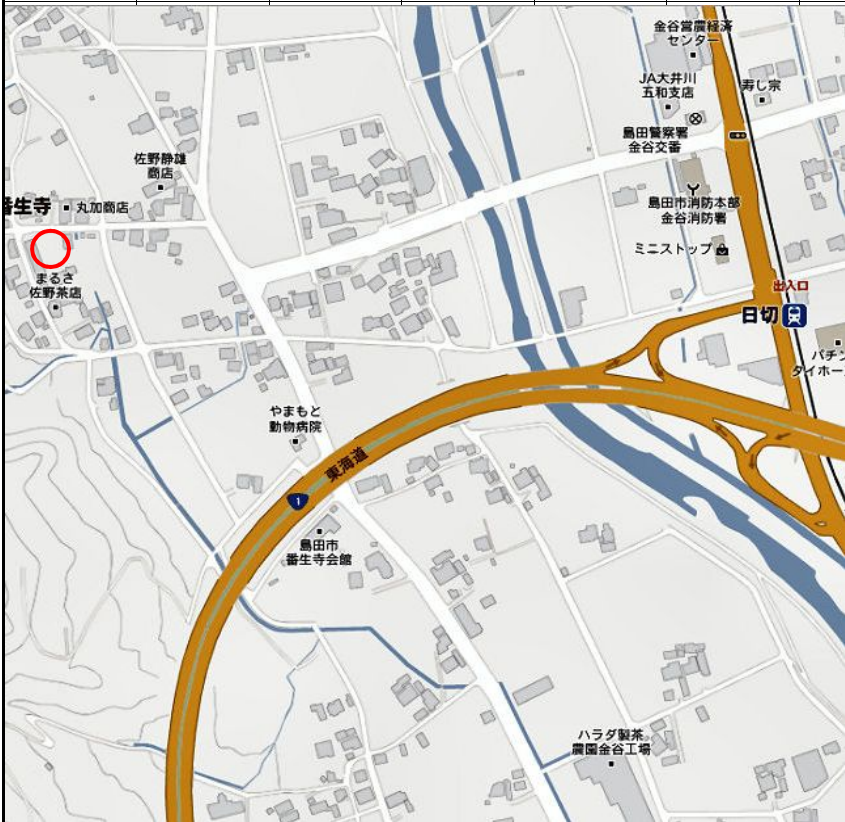 金谷営農経済
センター
JA大井川
五和支店
寿し宗
島田警察署
金谷交番
佐野静雄
商店
番生寺
丸加商店
島田市消防本部
金谷消防署
ミニストップ
まるさ
佐野茶店
出入口
日切
パチン
タイホー
やまもと
動物病院
東海道
1
島田市
番生寺会館
ハラダ製茶
農園金谷工場